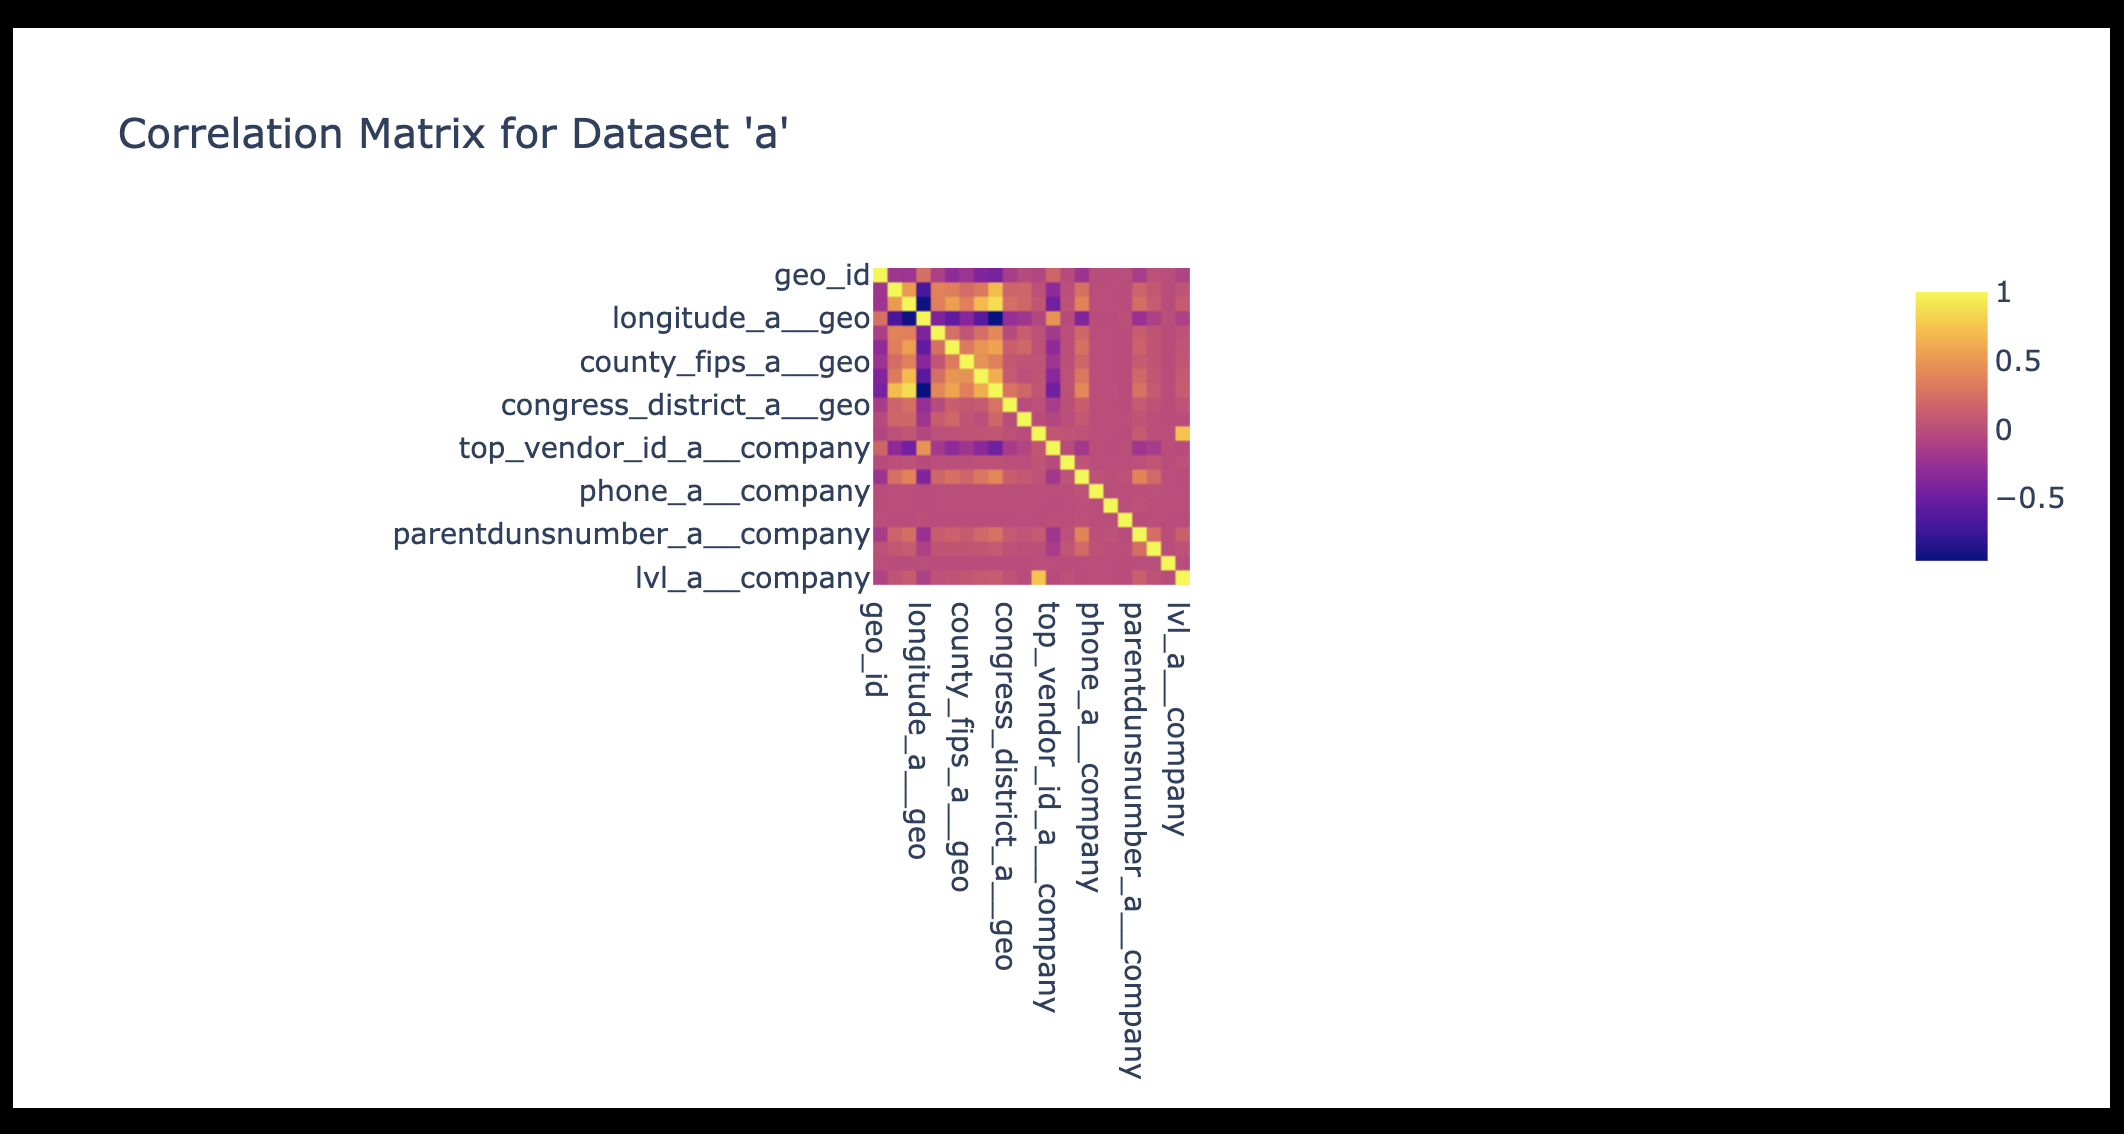 Correlation Matrix for Dataset 'a'
geo_id
longitude_a__geo
county_fips_a__geo
congress_district_a__geo
top_vendor_id_a__company
phone_a__company
parentdunsnumber_a__company
lvl_a__company
geo_id
longitude_a__geo
county_fips_a__geo
congress_district_a__geo
top_vendor_id_a__company
phone_a__company
parentdunsnumber_a__company
lvl_a__company
1
0.5
0
−0.5